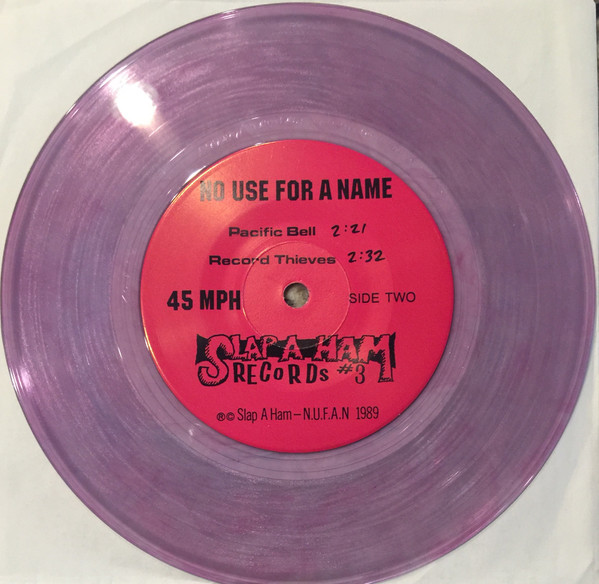 NO USE FOR A NAME
Pacific Bell 2:21
Record Thieves 2:32
45 MPH SIDE TWO
SLAP A HAM
RECORDS #3
℗© Slap A Ham – N.U.F.A.N 1989